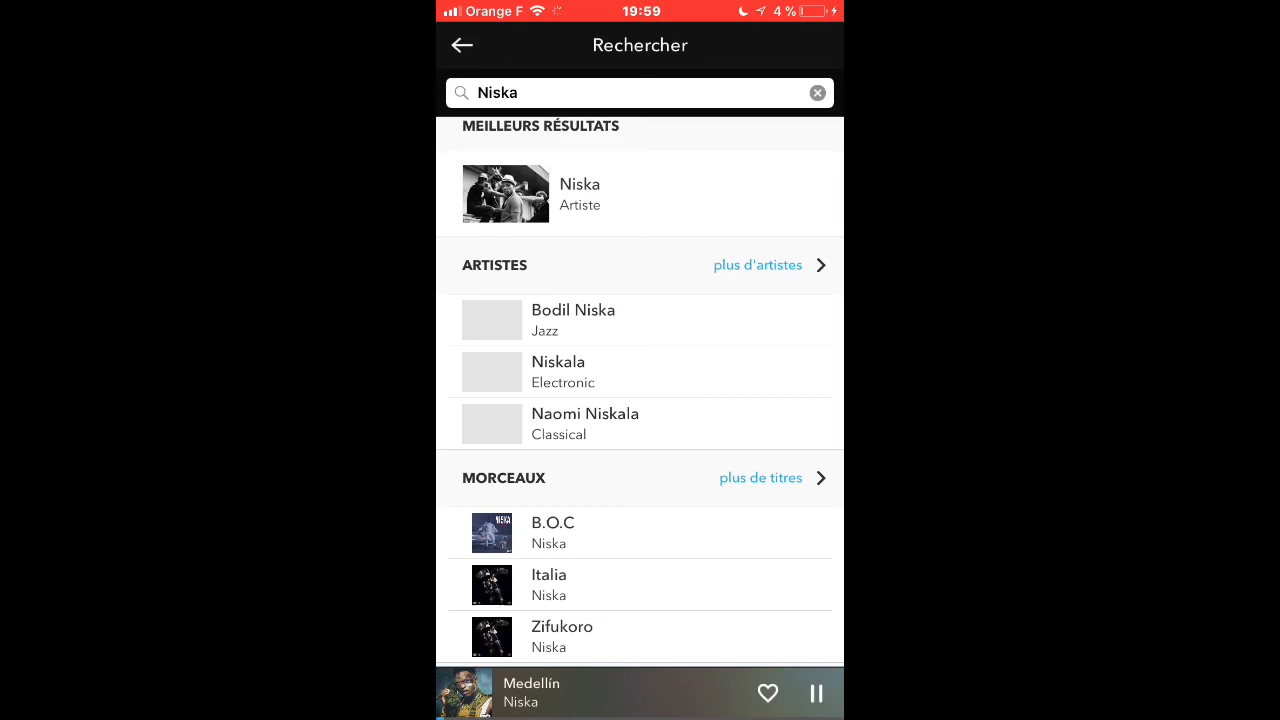 Orange F 19:59 4 %
Rechercher
Niska
MEILLEURS RÉSULTATS
Niska
Artiste
ARTISTES plus d'artistes
Bodil Niska
Jazz
Niskala
Electronic
Naomi Niskala
Classical
MORCEAUX plus de titres
NISKA
B.O.C
Niska
Italia
Niska
Zifukoro
Niska
Medellín
Niska